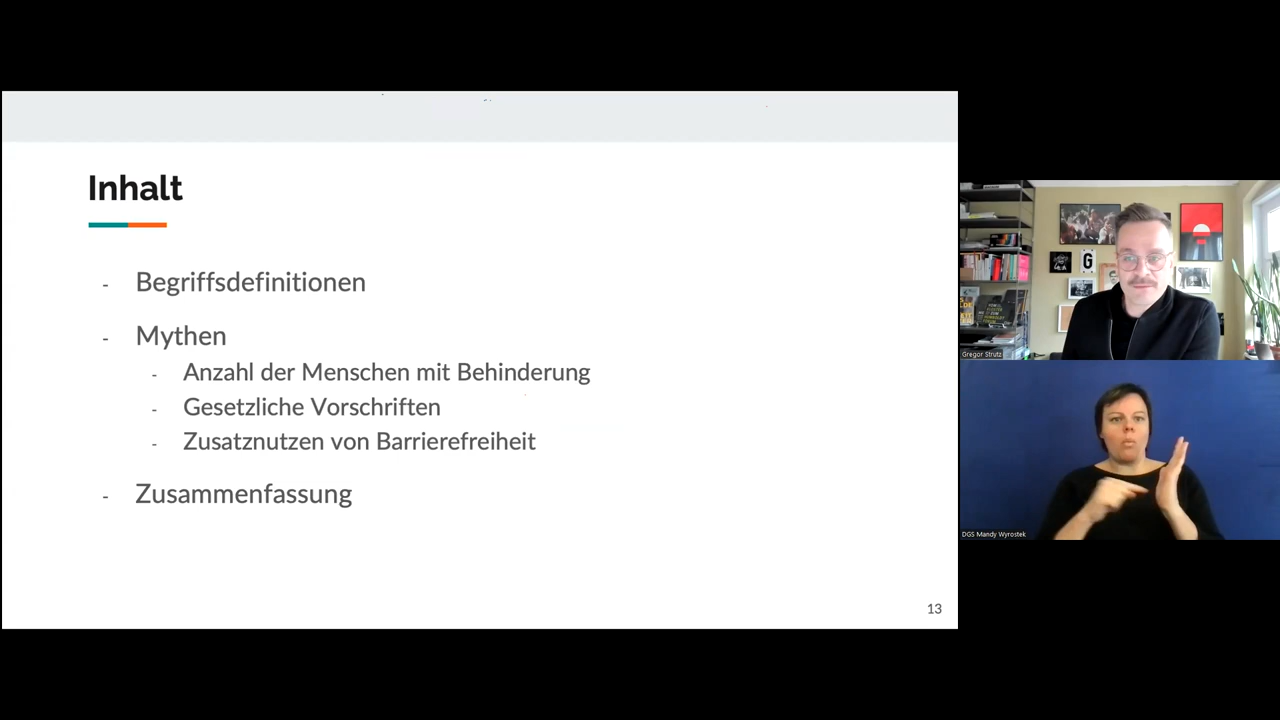 Inhalt
- Begriffsdefinitionen
- Mythen
- Anzahl der Menschen mit Behinderung
- Gesetzliche Vorschriften
- Zusatznutzen von Barrierefreiheit
- Zusammenfassung
13
G
Gregor Strutz
DGS Mandy Wyrostek